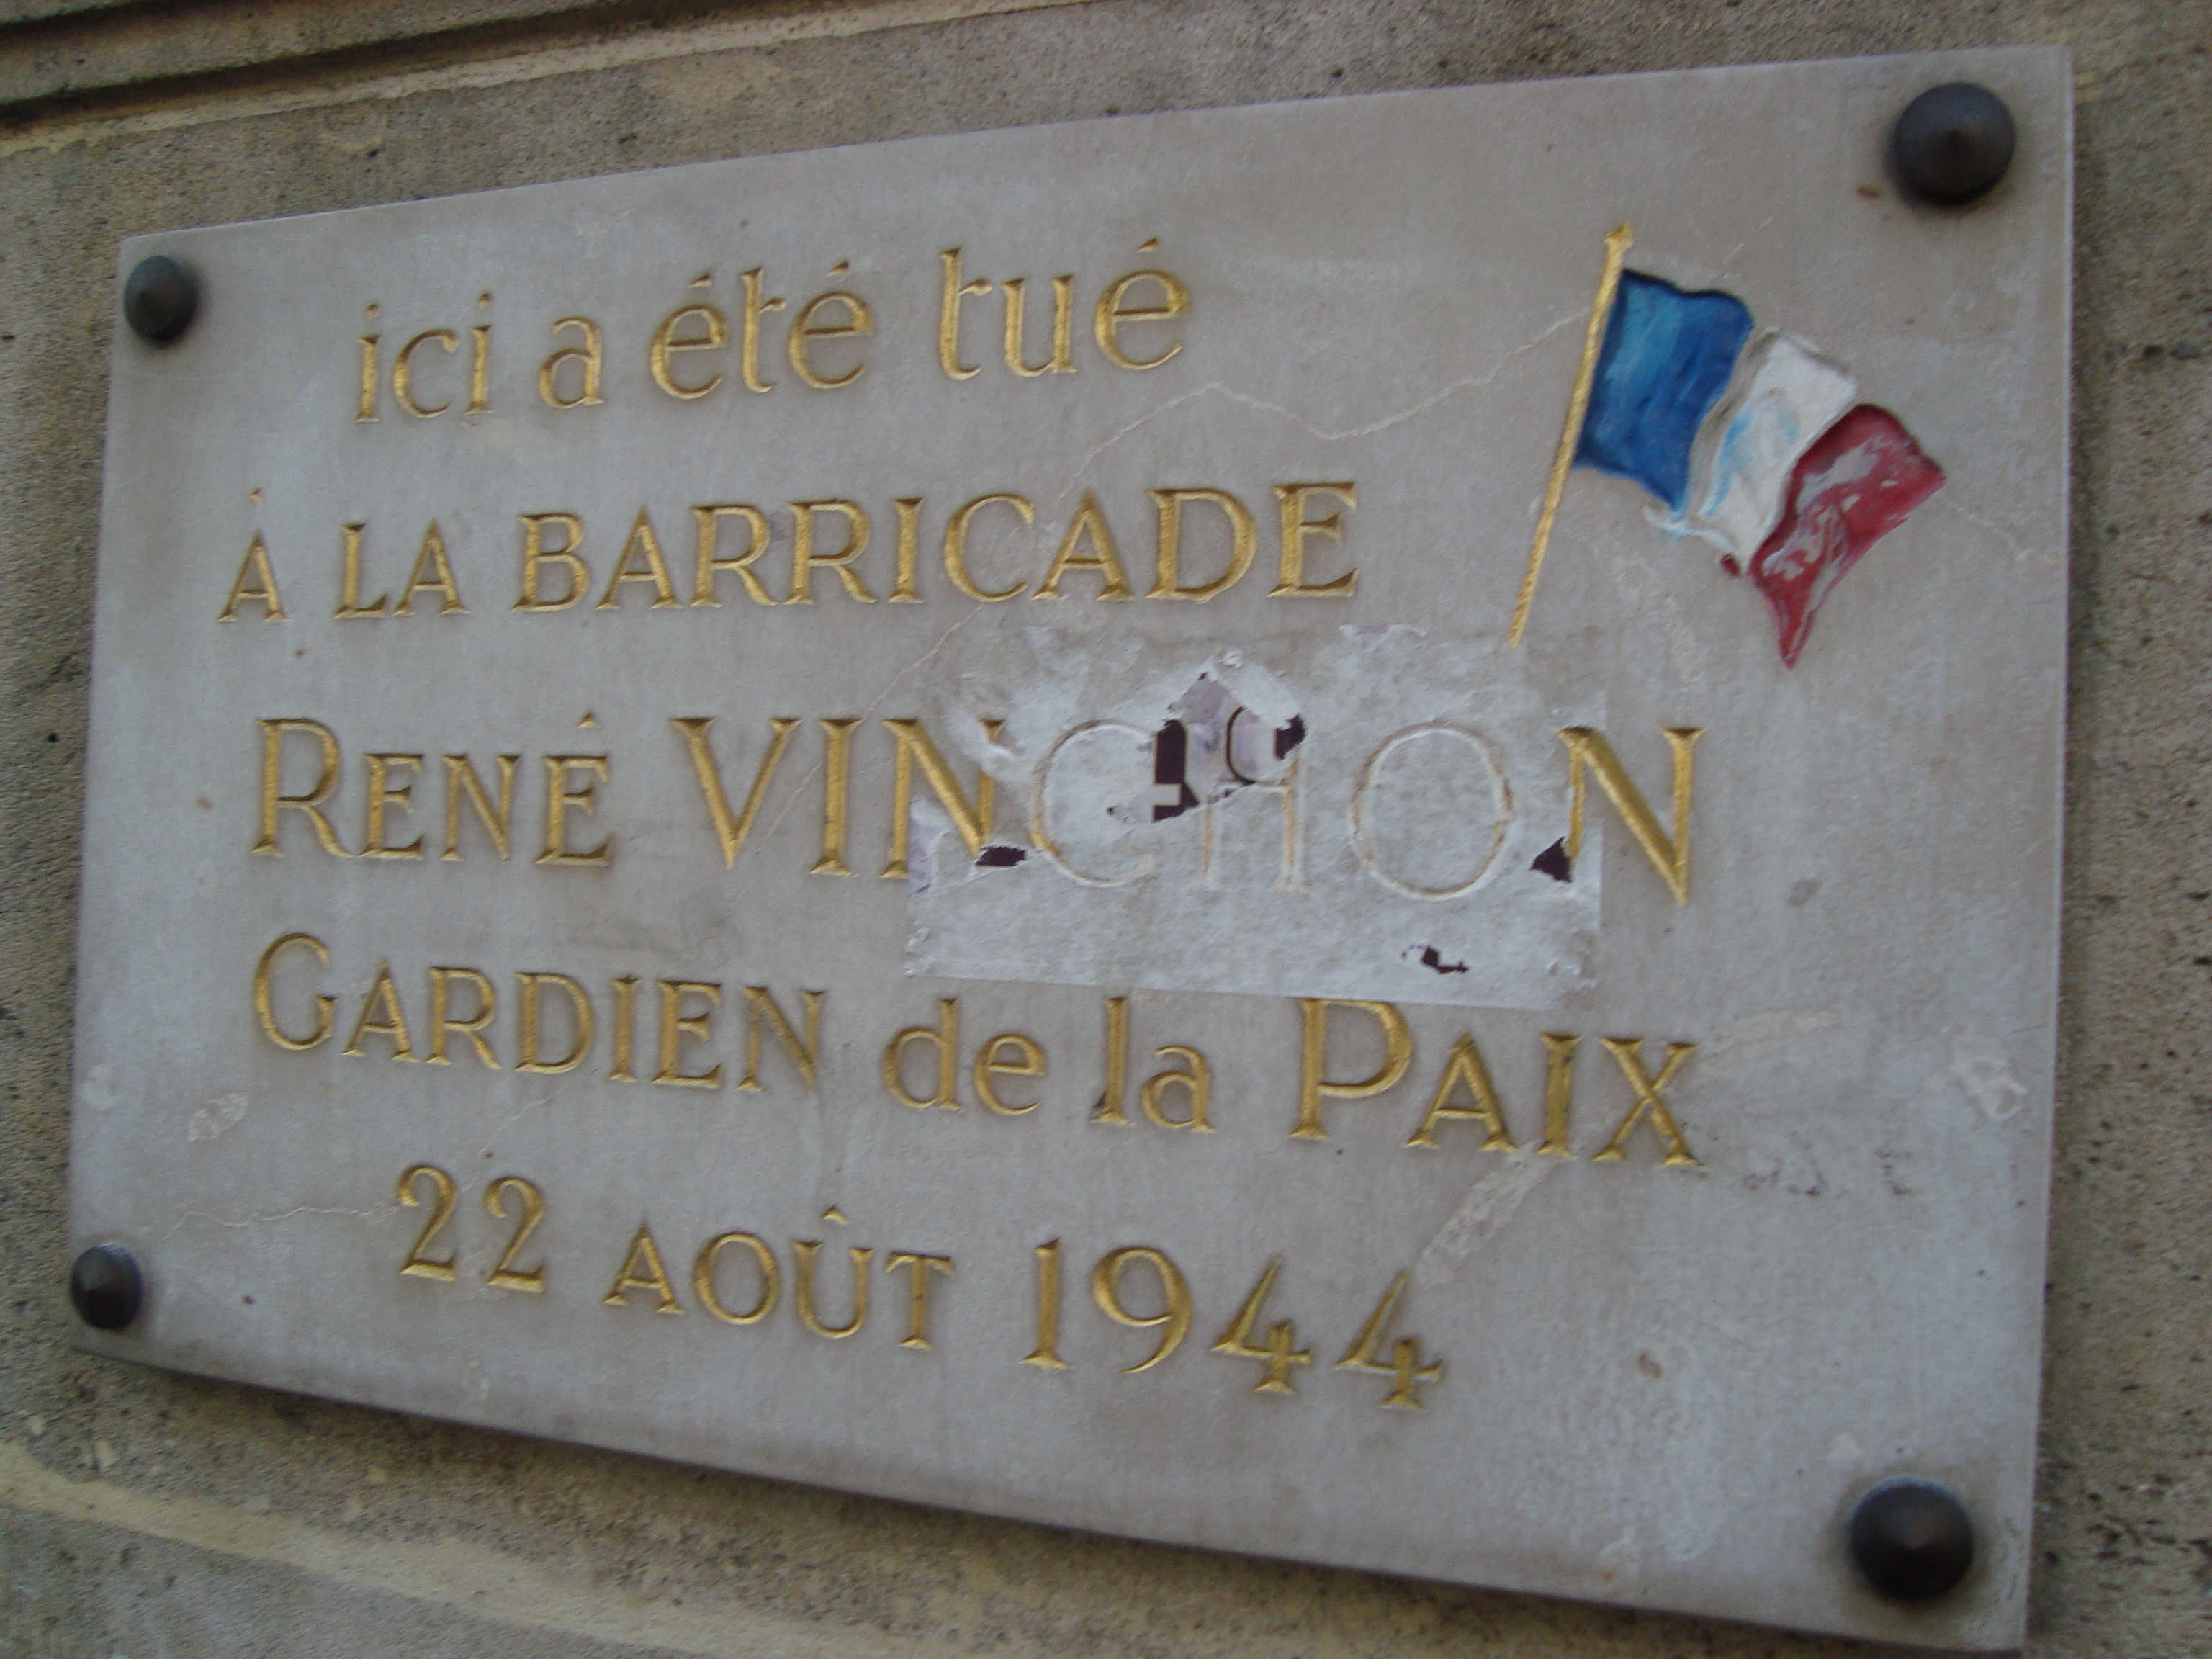 ici a été tué
À LA BARRICADE
RENÉ VINCHON
GARDIEN de la PAIX
22 AOÛT 1944